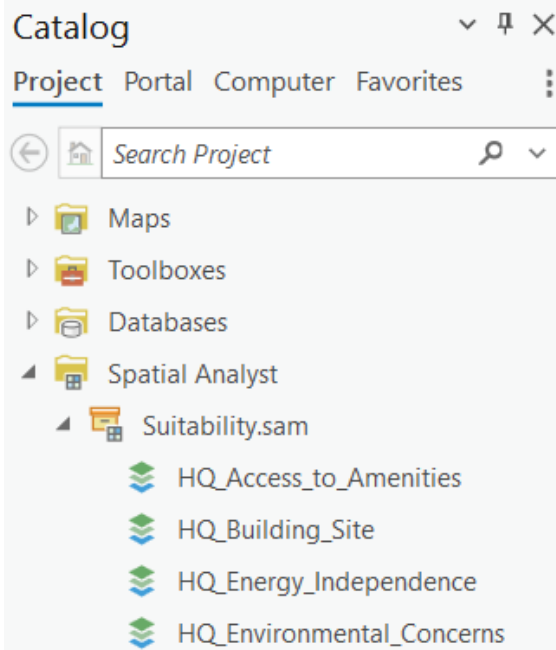 Catalog
Project Portal Computer Favorites
Search Project
Maps
Toolboxes
Databases
Spatial Analyst
Suitability.sam
HQ_Access_to_Amenities
HQ_Building_Site
HQ_Energy_Independence
HQ_Environmental_Concerns